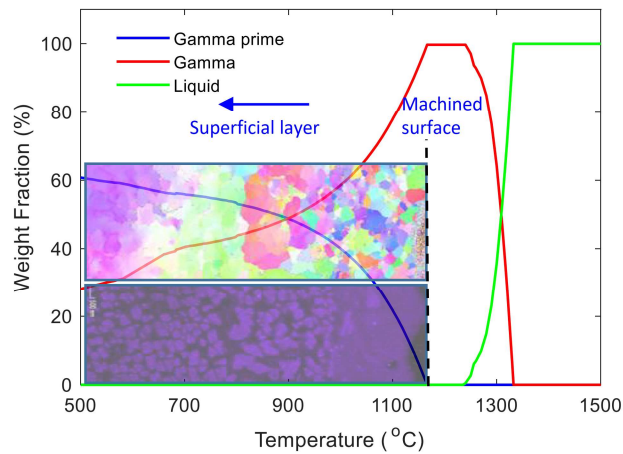 Gamma prime
Gamma
Liquid
Superficial layer
Machined
surface
Weight Fraction (%)
100
80
60
40
20
0
500
700
900
1100
1300
1500
Temperature (°C)